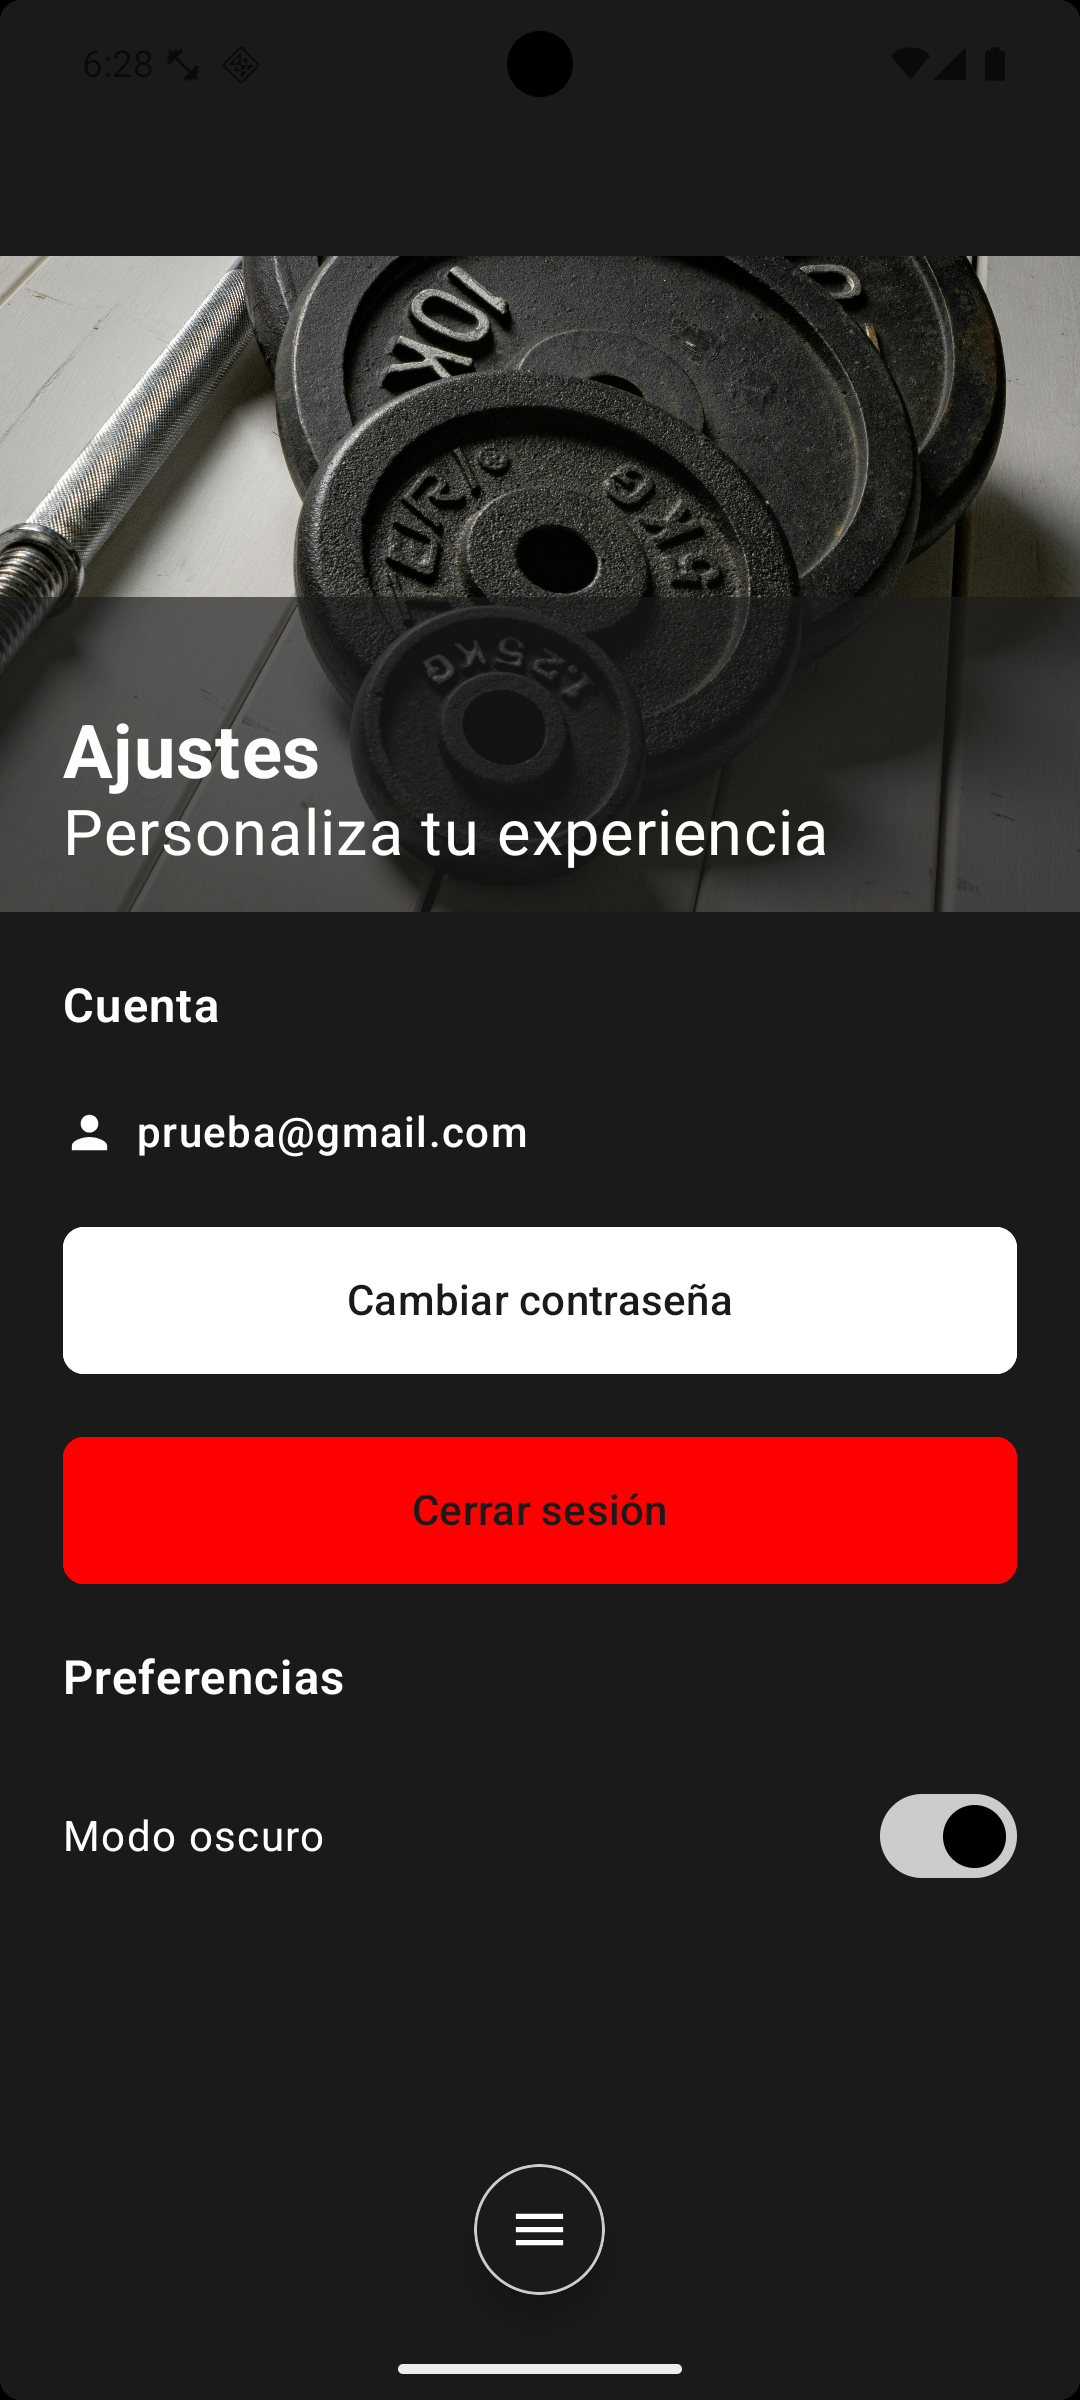 6:28
10K
5KG
1.25KG
Ajustes
Personaliza tu experiencia
Cuenta
prueba@gmail.com
Cambiar contraseña
Cerrar sesión
Preferencias
Modo oscuro